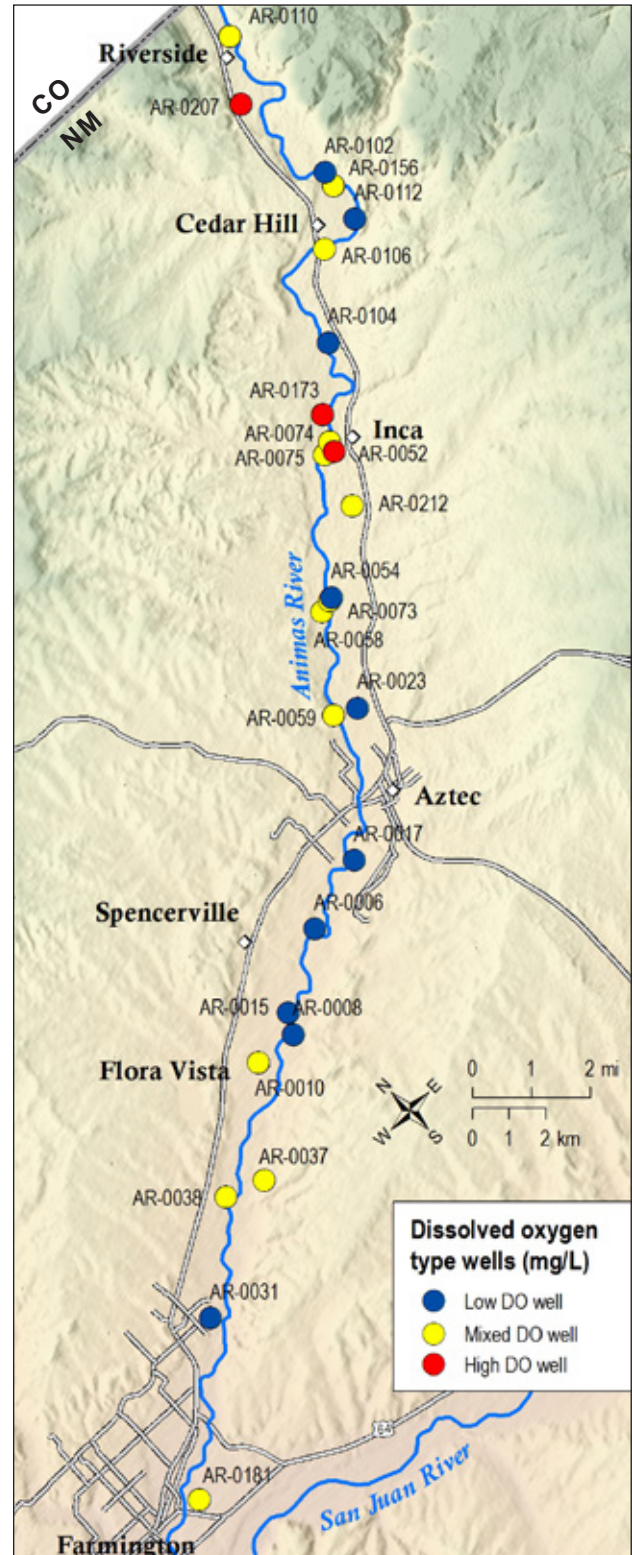 AR-0110
Riverside
CO
NM
AR-0207
AR-0102
AR-0156
AR-0112
Cedar Hill
AR-0106
AR-0104
AR-0173
AR-0074
Inca
AR-0075
AR-0052
AR-0212
AR-0054
AR-0073
AR-0058
Animas River
AR-0023
AR-0059
Aztec
AR-0017
AR-0006
Spencerville
AR-0015
AR-0008
Flora Vista
AR-0010
0 1 2 mi
0 1 2 km
N
E
W
S
AR-0037
AR-0038
Dissolved oxygen
type wells (mg/L)
Low DO well
Mixed DO well
High DO well
AR-0031
64
AR-0181
San Juan River
Farmington